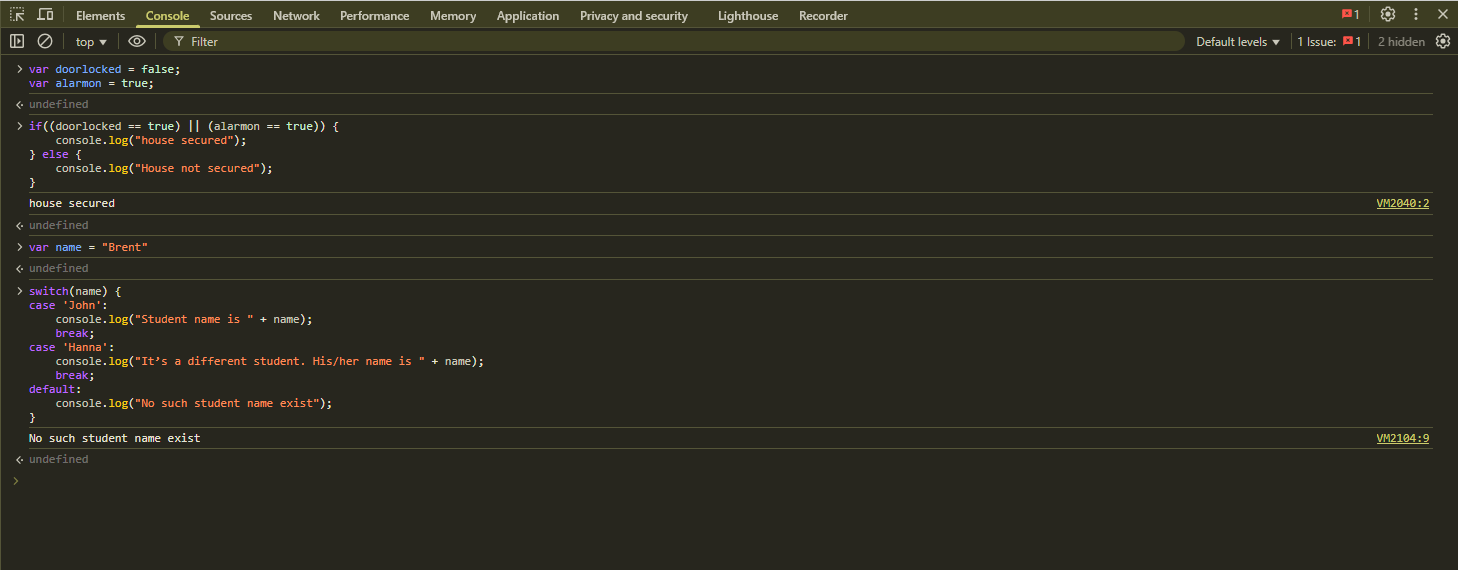 Elements Console Sources Network Performance Memory Application Privacy and security Lighthouse Recorder 1
top Filter Default levels 1 Issue: 1 2 hidden
var doorlocked = false;
var alarmon = true;
undefined
if((doorlocked == true) || (alarmon == true)) {
    console.log("house secured");
} else {
    console.log("House not secured");
}
house secured VM2040:2
undefined
var name = "Brent"
undefined
switch(name) {
case 'John':
    console.log("Student name is " + name);
    break;
case 'Hanna':
    console.log("It’s a different student. His/her name is " + name);
    break;
default:
    console.log("No such student name exist");
}
No such student name exist VM2104:9
undefined